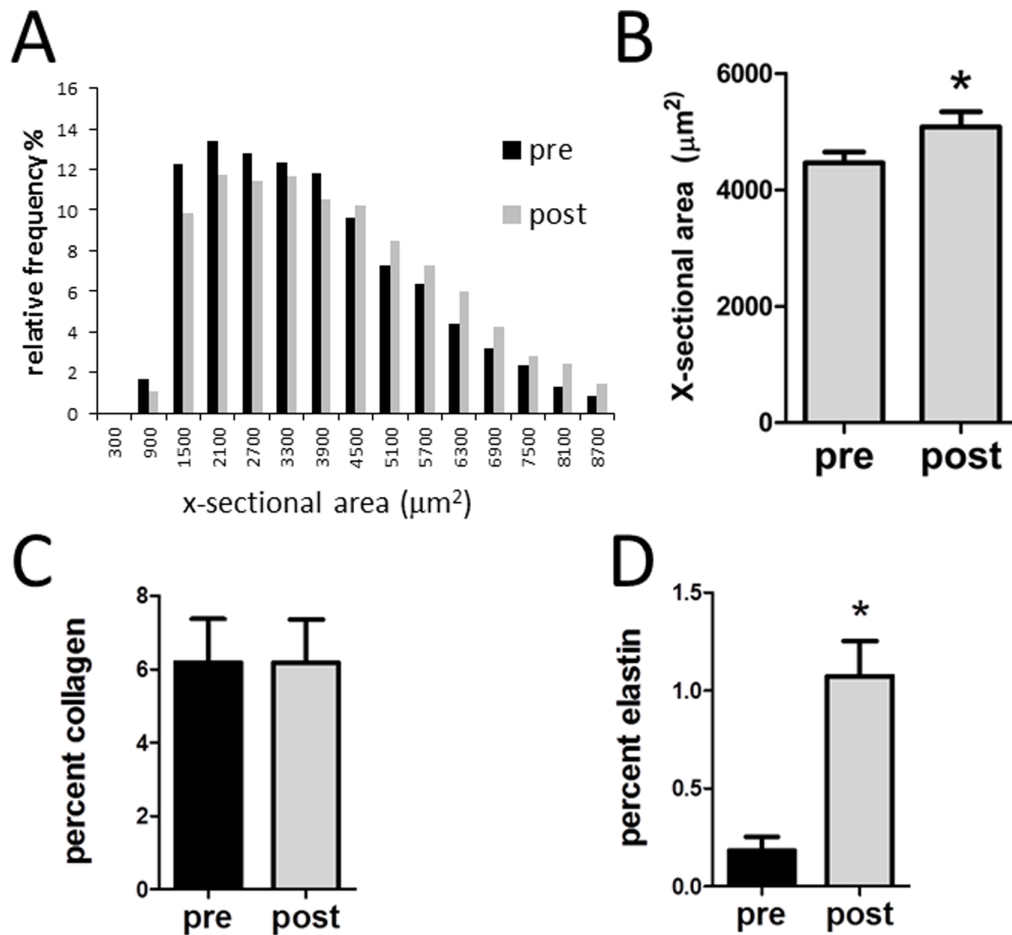 A
16
14
12
10
8
6
4
2
0
relative frequency%
pre
post
300
900
1500
2100
2700
3300
3900
4500
5100
5700
6300
6900
7500
8100
8700
x-sectional area (μm²)
B
6000
4000
2000
0
X-sectional area (μm²)
*
pre post
C
8
6
4
2
0
percent collagen
pre post
D
1.5
1.0
0.5
0.0
percent elastin
*
pre post